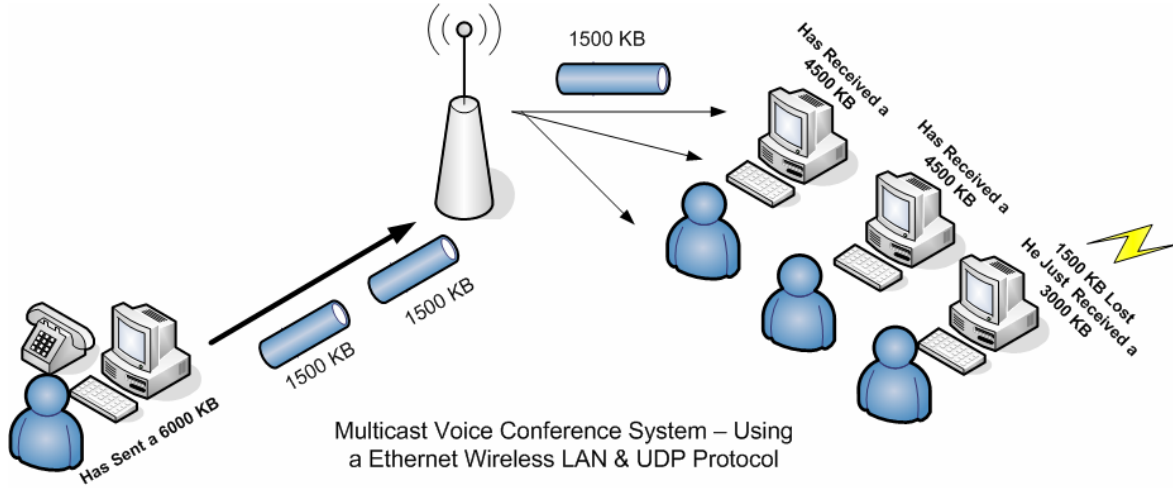 1500 KB
Has Received a
4500 KB
Has Received a
4500 KB
1500 KB Lost
He Just Received a
3000 KB
1500 KB
1500 KB
Has Sent a 6000 KB
Multicast Voice Conference System – Using
a Ethernet Wireless LAN & UDP Protocol